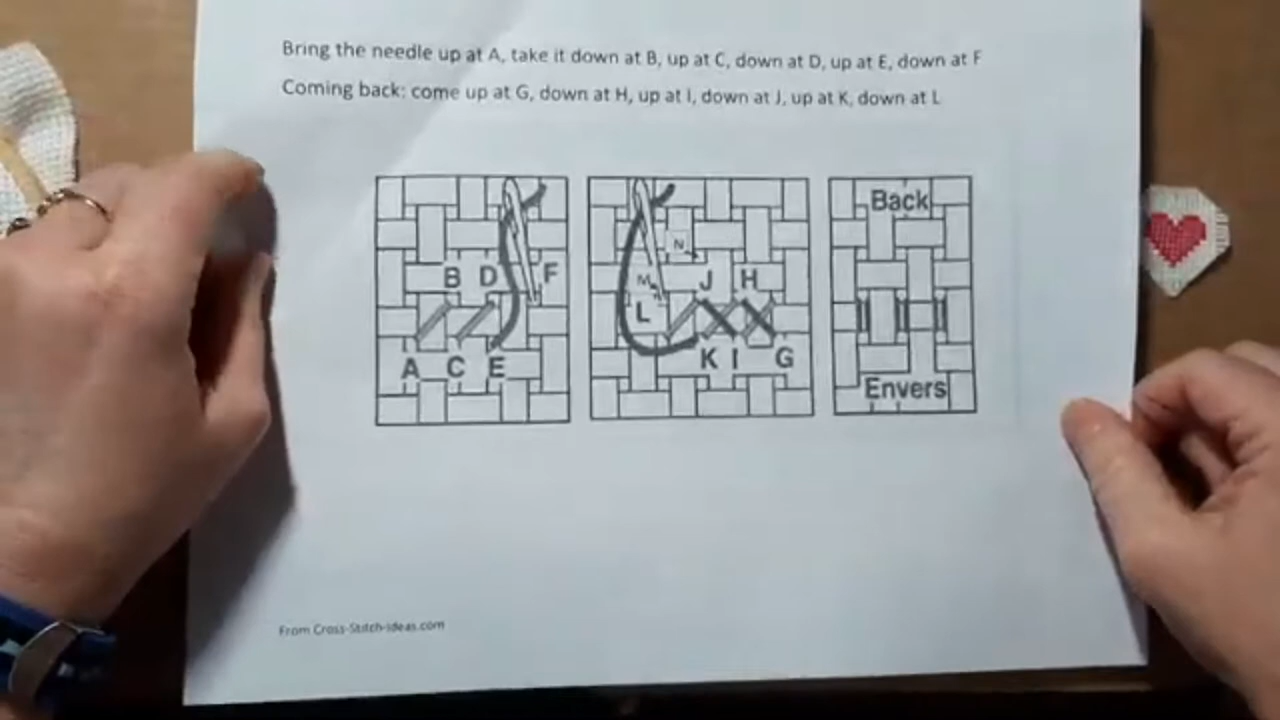 Bring the needle up at A, take it down at B, up at C, down at D, up at E, down at F
Coming back: come up at G, down at H, up at I, down at J, up at K, down at L
B D F
A C E
N
M J H
L
K I G
Back
Envers
From Cross-Stitch-Ideas.com